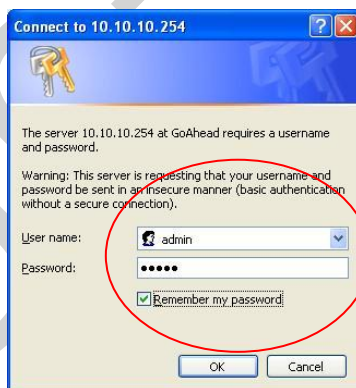 Connect to 10.10.10.254
The server 10.10.10.254 at GoAhead requires a username
and password.
Warning: This server is requesting that your username and
password be sent in an insecure manner (basic authentication
without a secure connection).
User name:
admin
Password:
•••••
Remember my password
OK
Cancel